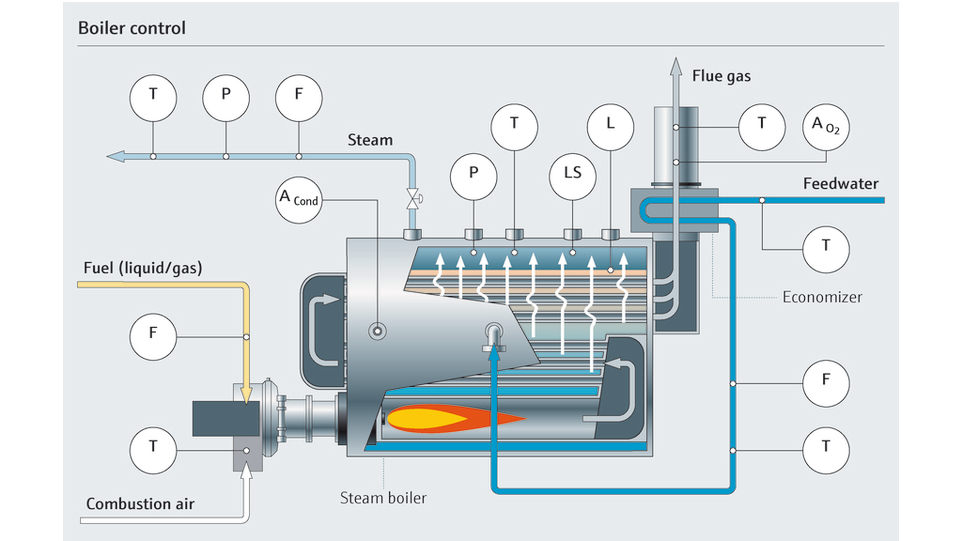 Boiler control
Flue gas
T
P
F
T
L
T
A O2
Steam
P
LS
A Cond
Feedwater
T
Fuel (liquid/gas)
Economizer
F
F
T
T
Combustion air
Steam boiler